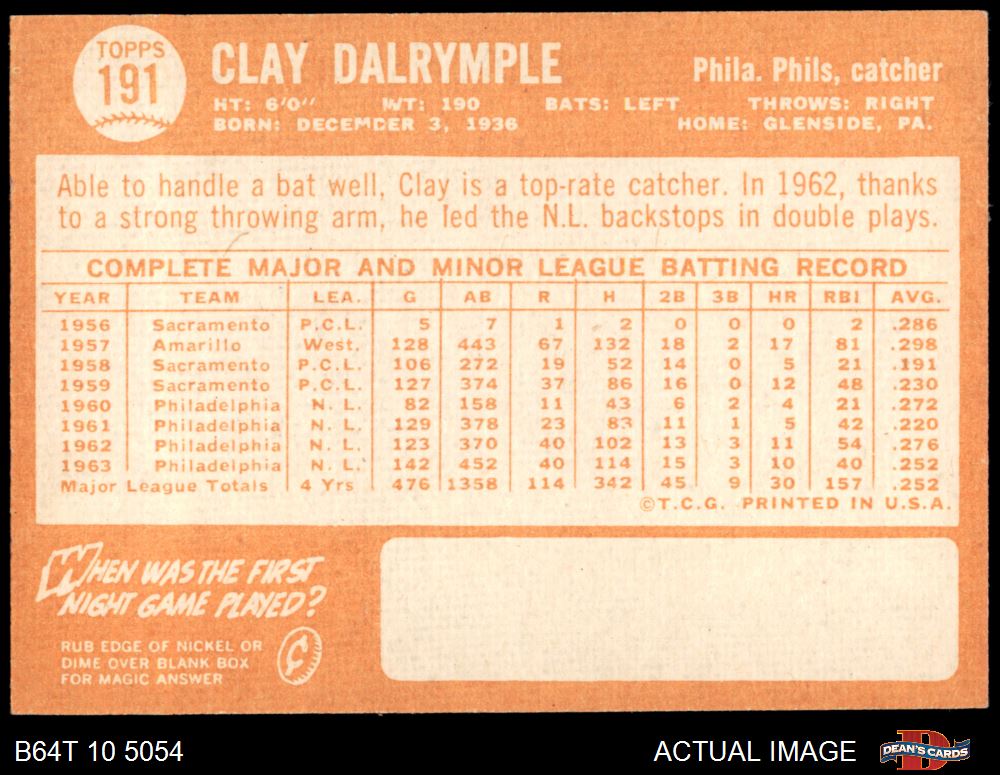 TOPPS
191
CLAY DALRYMPLE
Phila. Phils, catcher
HT: 6'0" WT: 190 BATS: LEFT THROWS: RIGHT
BORN: DECEMBER 3, 1936 HOME: GLENSIDE, PA.
Able to handle a bat well, Clay is a top-rate catcher. In 1962, thanks
to a strong throwing arm, he led the N.L. backstops in double plays.
COMPLETE MAJOR AND MINOR LEAGUE BATTING RECORD
YEAR TEAM LEA. G AB R H 2B 3B HR RBI AVG.
1956 Sacramento P.C.L. 5 7 1 2 0 0 0 2 .286
1957 Amarillo West. 128 443 67 132 18 2 17 81 .298
1958 Sacramento P.C.L. 106 272 19 52 14 0 5 21 .191
1959 Sacramento P.C.L. 127 374 37 86 16 0 12 48 .230
1960 Philadelphia N. L. 82 158 11 43 6 2 4 21 .272
1961 Philadelphia N. L. 129 378 23 83 11 1 5 42 .220
1962 Philadelphia N. L. 123 370 40 102 13 3 11 54 .276
1963 Philadelphia N. L. 142 452 40 114 15 3 10 40 .252
Major League Totals 4 Yrs 476 1358 114 342 45 9 30 157 .252
©T.C.G. PRINTED IN U.S.A.
WHEN WAS THE FIRST
NIGHT GAME PLAYED?
RUB EDGE OF NICKEL OR
DIME OVER BLANK BOX
FOR MAGIC ANSWER
¢
B64T 10 5054
ACTUAL IMAGE
D
DEAN'S CARDS